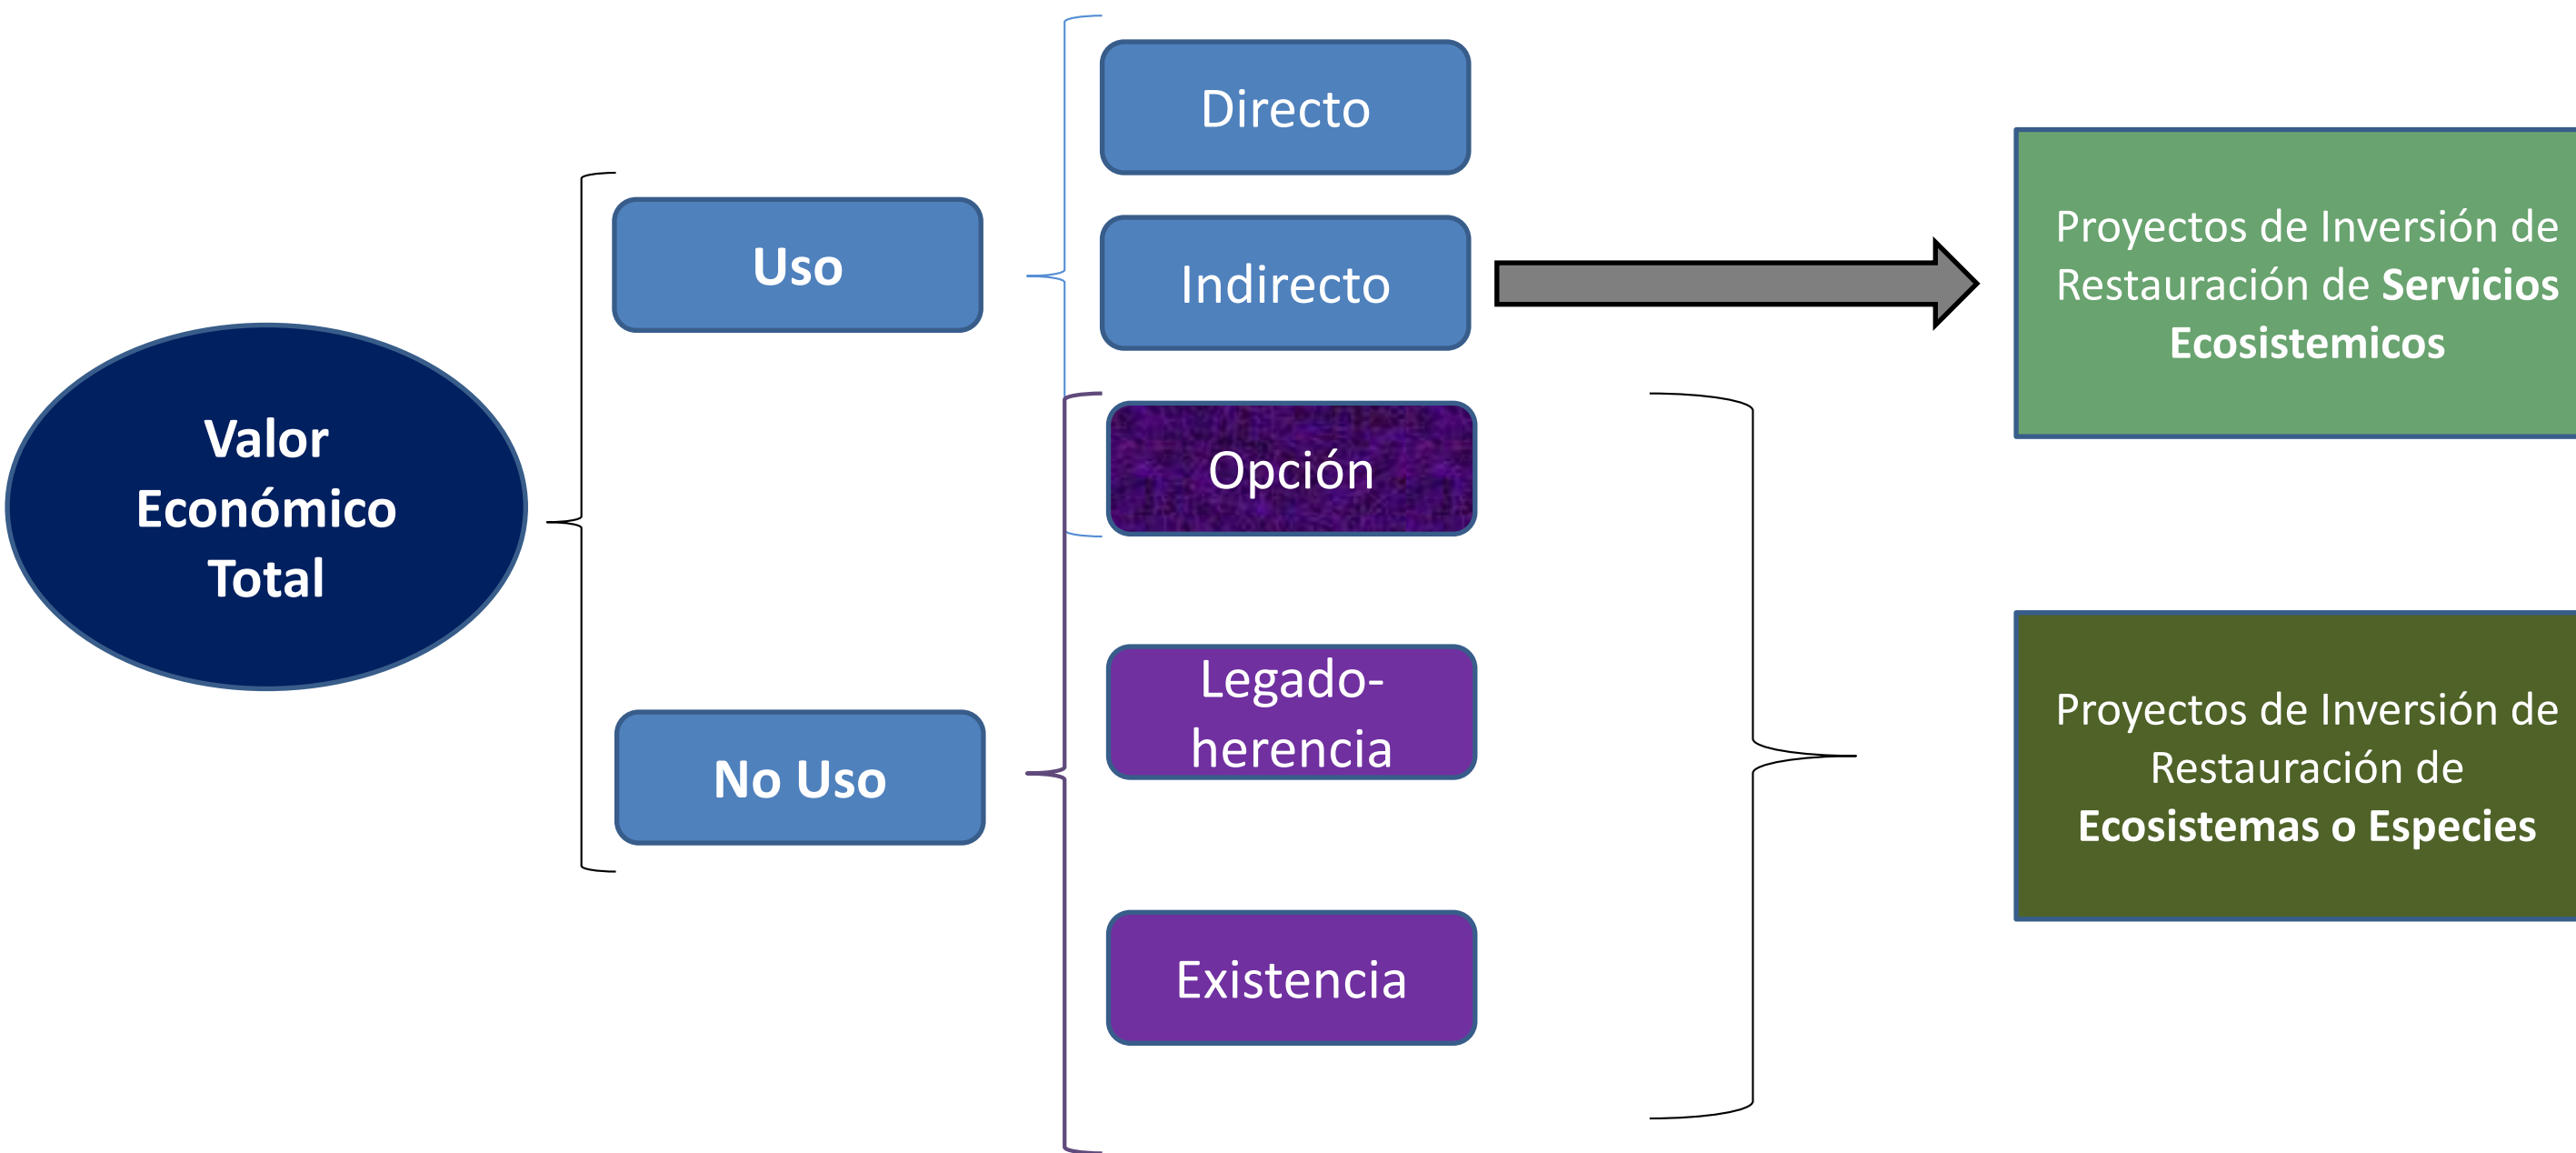 Valor
Económico
Total
Uso
No Uso
Directo
Indirecto
Opción
Legado-
herencia
Existencia
Proyectos de Inversión de
Restauración de Servicios
Ecosistemicos
Proyectos de Inversión de
Restauración de
Ecosistemas o Especies